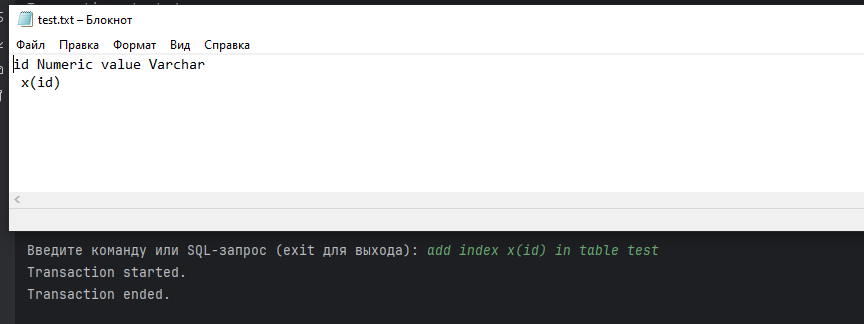 test.txt – Блокнот
Файл Правка Формат Вид Справка
id Numeric value Varchar
x(id)
Введите команду или SQL-запрос (exit для выхода): add index x(id) in table test
Transaction started.
Transaction ended.